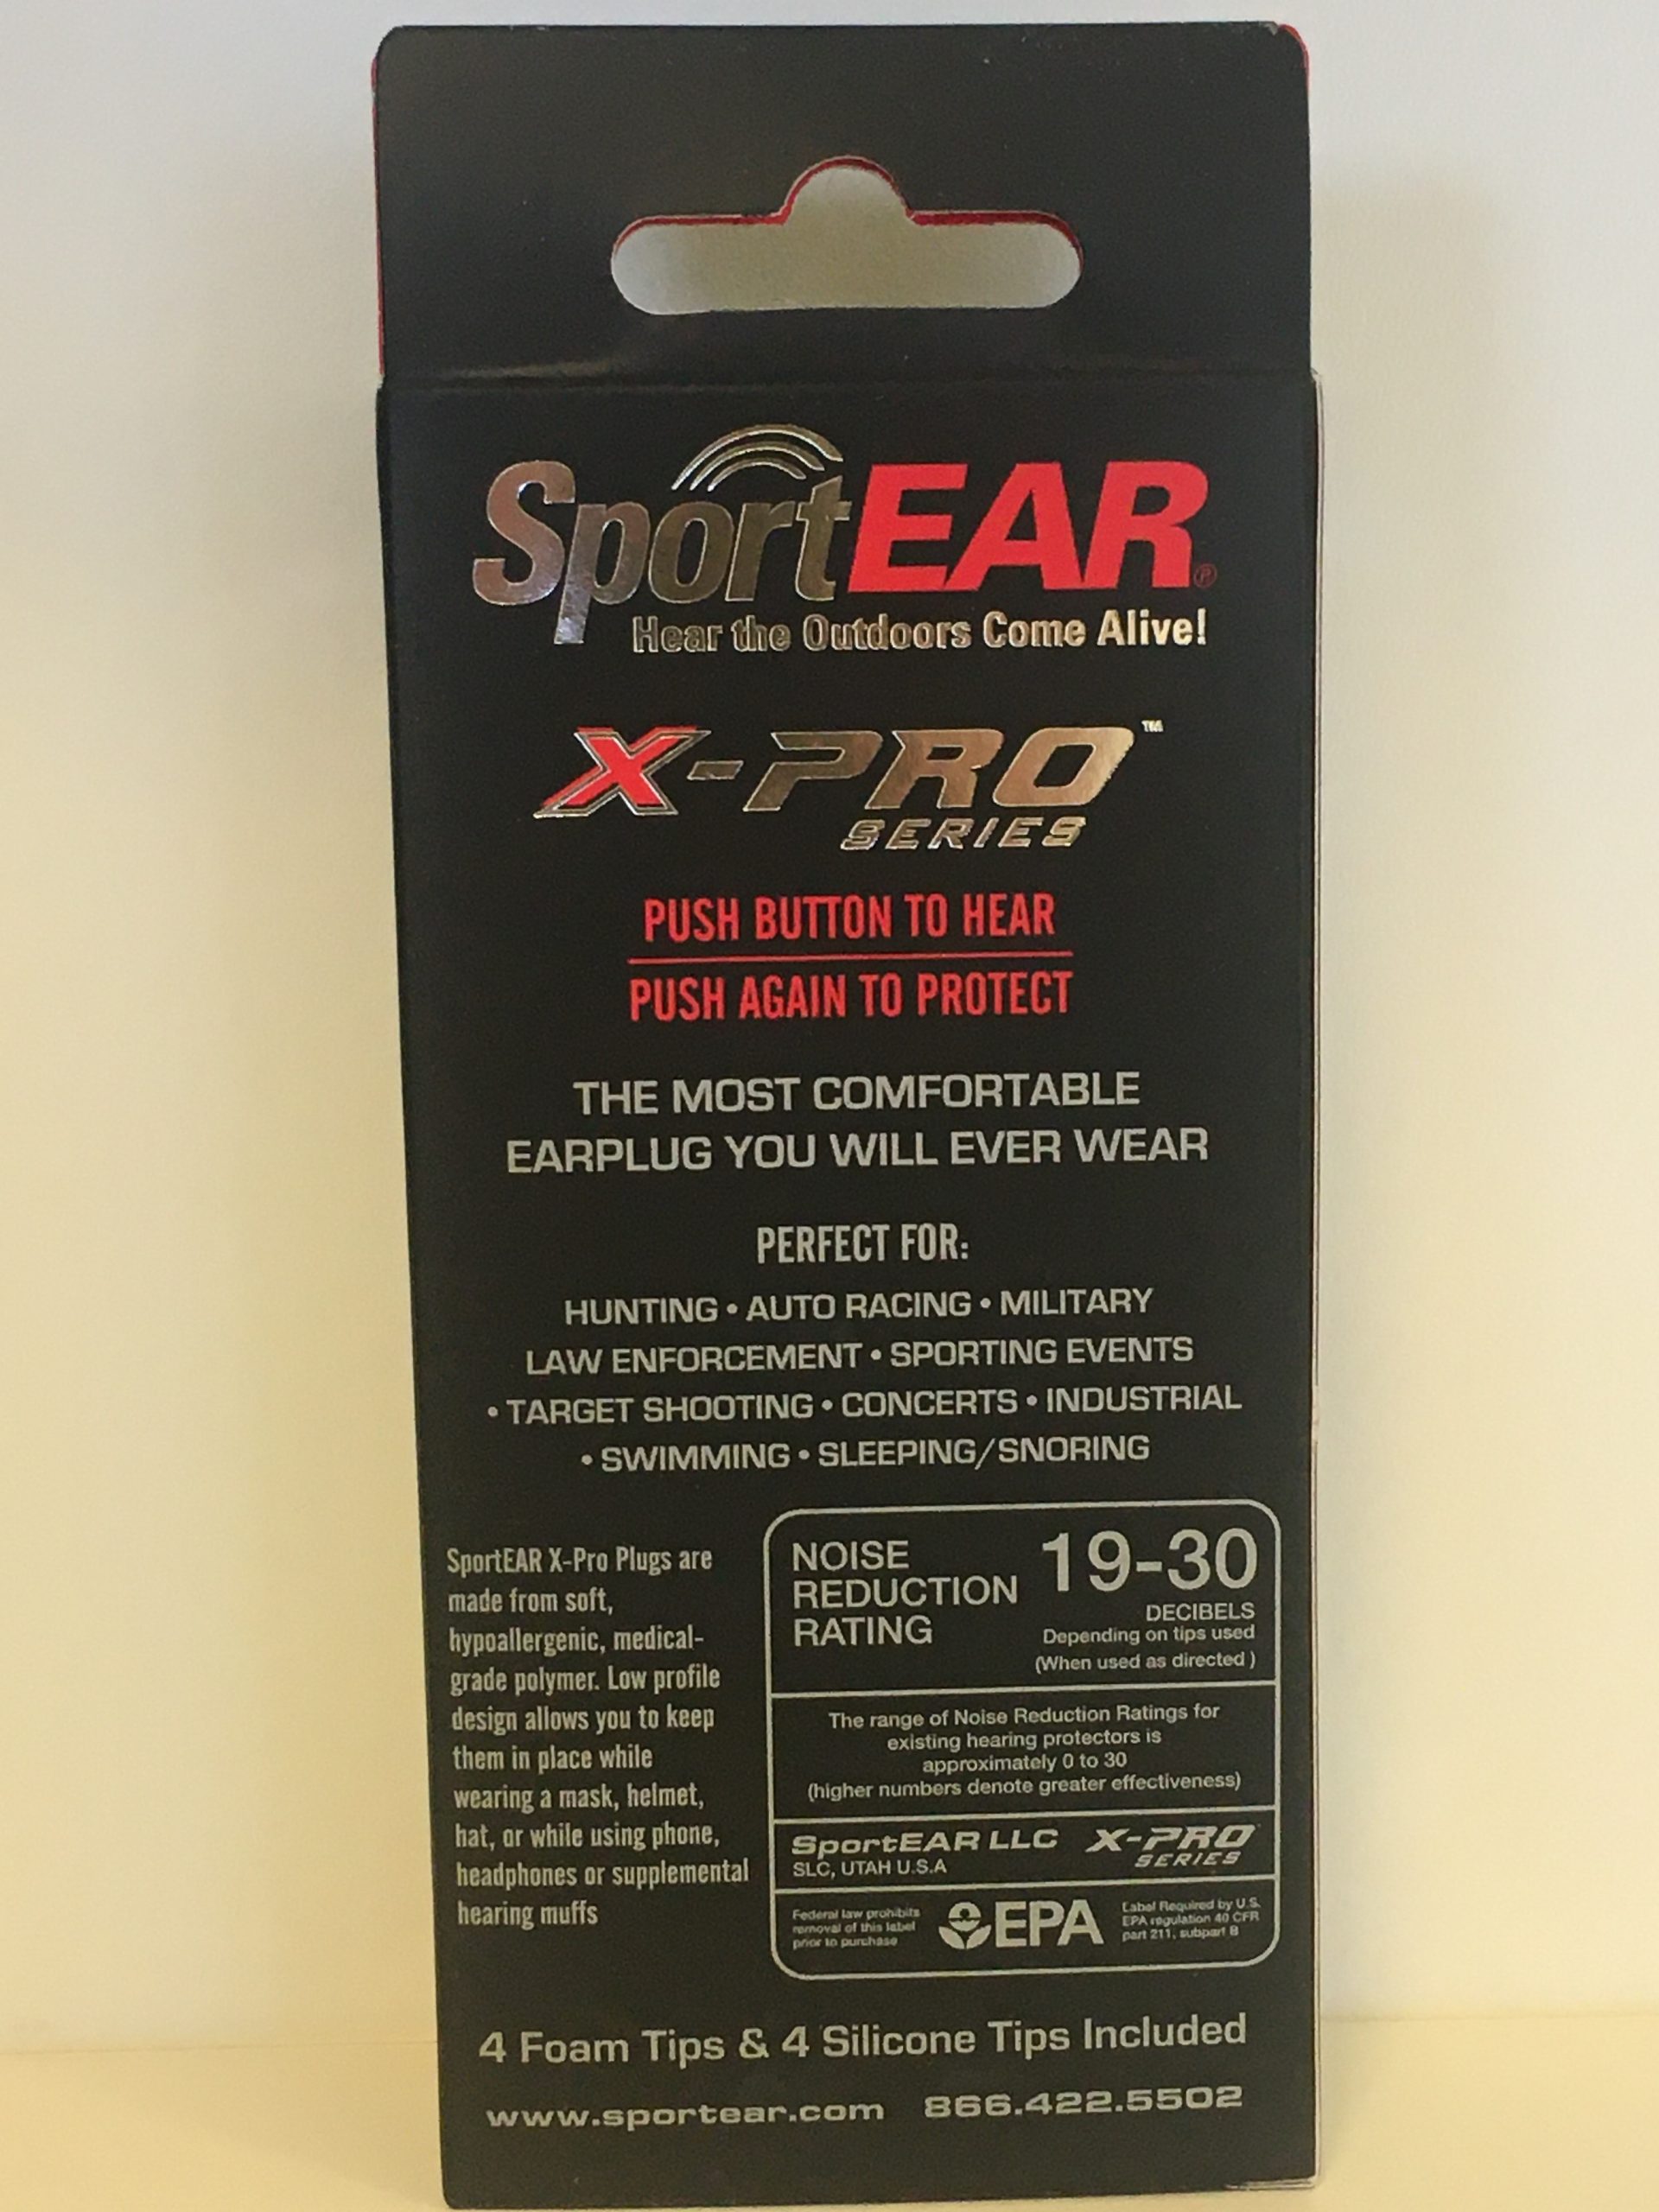 SportEAR®
Hear the Outdoors Come Alive!
X-PRO™
SERIES
PUSH BUTTON TO HEAR
PUSH AGAIN TO PROTECT
THE MOST COMFORTABLE
EARPLUG YOU WILL EVER WEAR
PERFECT FOR:
HUNTING • AUTO RACING • MILITARY
LAW ENFORCEMENT • SPORTING EVENTS
• TARGET SHOOTING • CONCERTS • INDUSTRIAL
• SWIMMING • SLEEPING/SNORING
SportEAR X-Pro Plugs are
made from soft,
hypoallergenic, medical-
grade polymer. Low profile
design allows you to keep
them in place while
wearing a mask, helmet,
hat, or while using phone,
headphones or supplemental
hearing muffs
NOISE
REDUCTION
RATING
19-30
DECIBELS
Depending on tips used
(When used as directed )
The range of Noise Reduction Ratings for
existing hearing protectors is
approximately 0 to 30
(higher numbers denote greater effectiveness)
SportEAR LLC
SLC, UTAH U.S.A
X-PRO
SERIES
Federal law prohibits
removal of this label
prior to purchase
EPA
Label Required by U.S.
EPA regulation 40 CFR
part 211, subpart B
4 Foam Tips & 4 Silicone Tips Included
www.sportear.com 866.422.5502